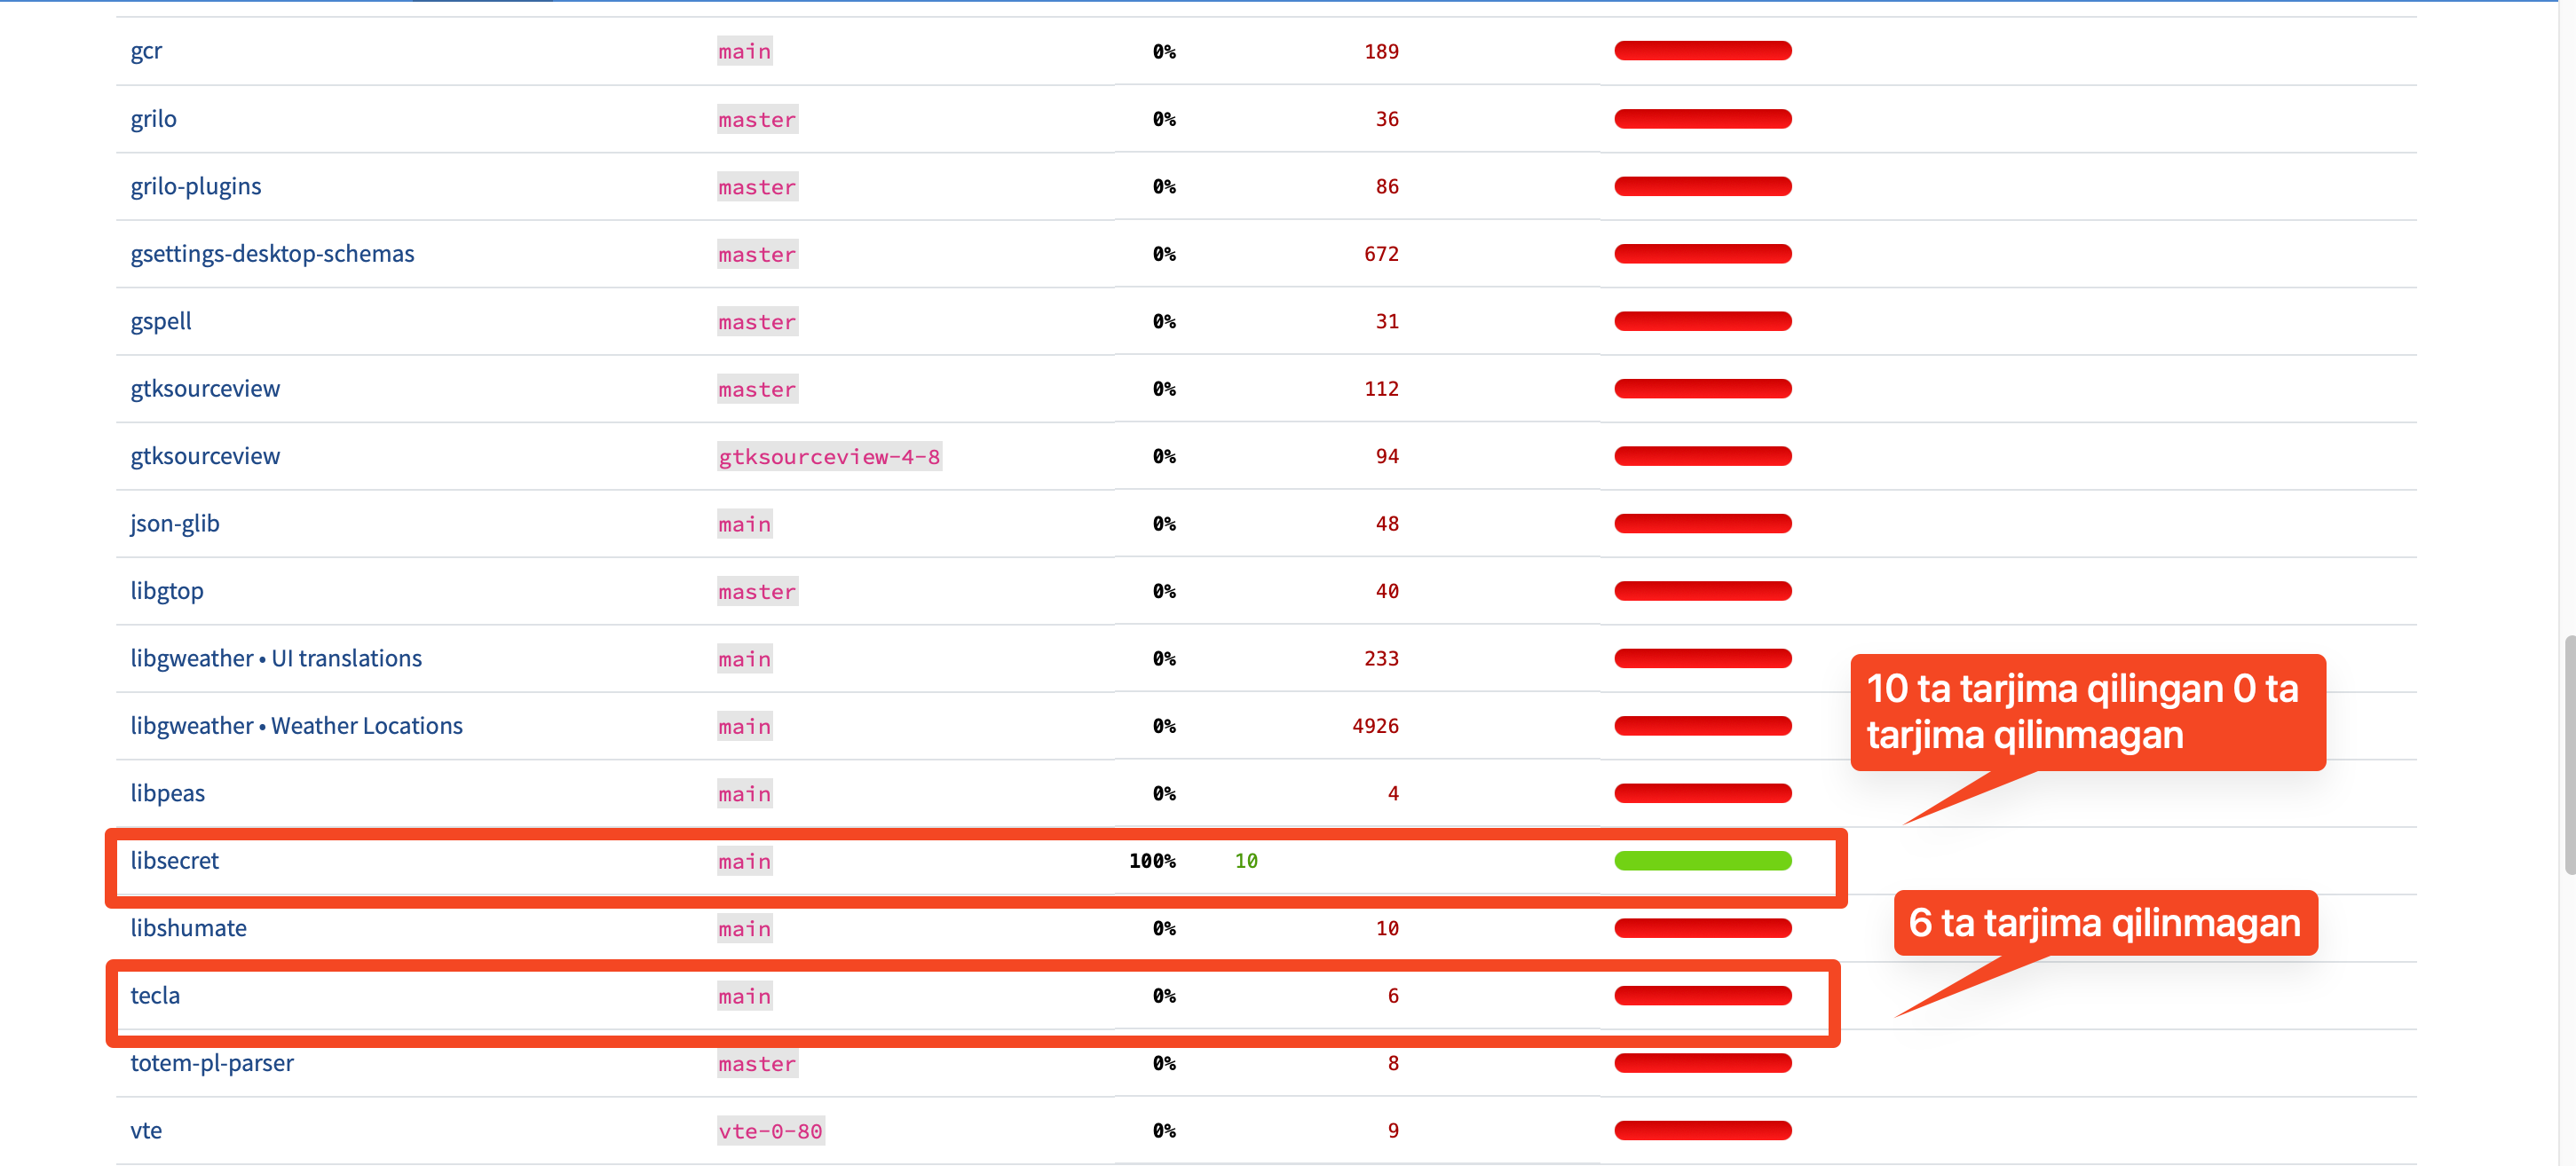 gcr main 0% 189
grilo master 0% 36
grilo-plugins master 0% 86
gsettings-desktop-schemas master 0% 672
gspell master 0% 31
gtksourceview master 0% 112
gtksourceview gtksourceview-4-8 0% 94
json-glib main 0% 48
libgtop master 0% 40
libgweather • UI translations main 0% 233
10 ta tarjima qilingan 0 ta
tarjima qilinmagan
libgweather • Weather Locations main 0% 4926
libpeas main 0% 4
libsecret main 100% 10
libshumate main 0% 10
6 ta tarjima qilinmagan
tecla main 0% 6
totem-pl-parser master 0% 8
vte vte-0-80 0% 9